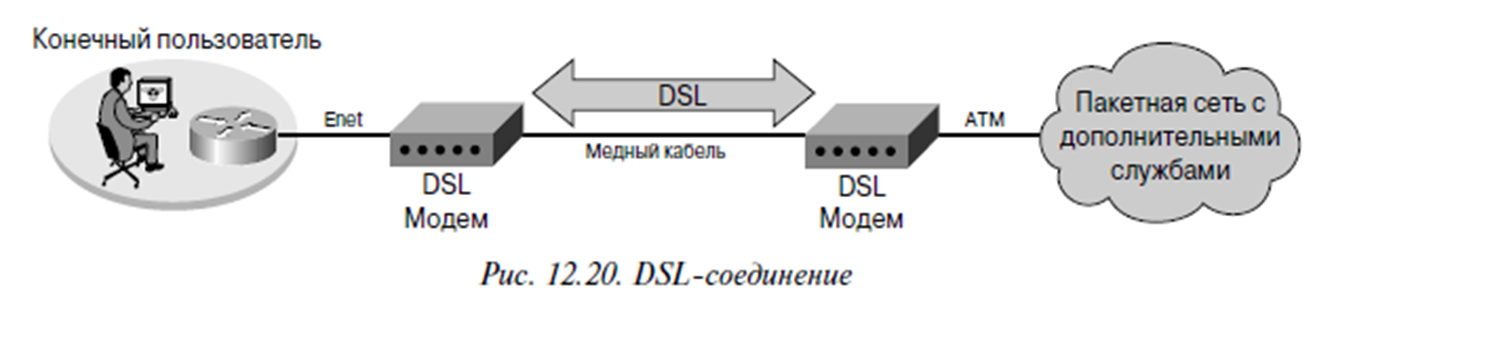 Конечный пользователь
Enet
DSL
Модем
DSL
Медный кабель
DSL
Модем
ATM
Пакетная сеть с
дополнительными
службами
Рис. 12.20. DSL-соединение